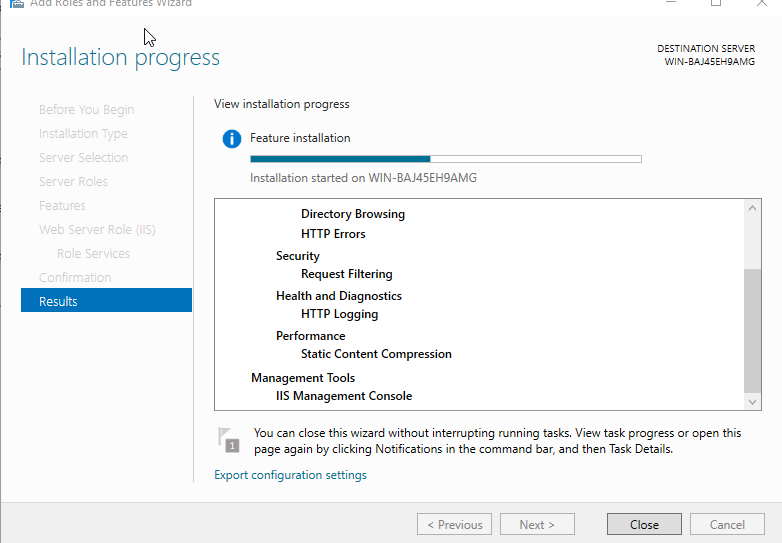 Add Roles and Features Wizard
Installation progress
DESTINATION SERVER
WIN-BAJ45EH9AMG
Before You Begin
Installation Type
Server Selection
Server Roles
Features
Web Server Role (IIS)
Role Services
Confirmation
Results
View installation progress
Feature installation
Installation started on WIN-BAJ45EH9AMG
Directory Browsing
HTTP Errors
Security
Request Filtering
Health and Diagnostics
HTTP Logging
Performance
Static Content Compression
Management Tools
IIS Management Console
1
You can close this wizard without interrupting running tasks. View task progress or open this
page again by clicking Notifications in the command bar, and then Task Details.
Export configuration settings
< Previous
Next >
Close
Cancel